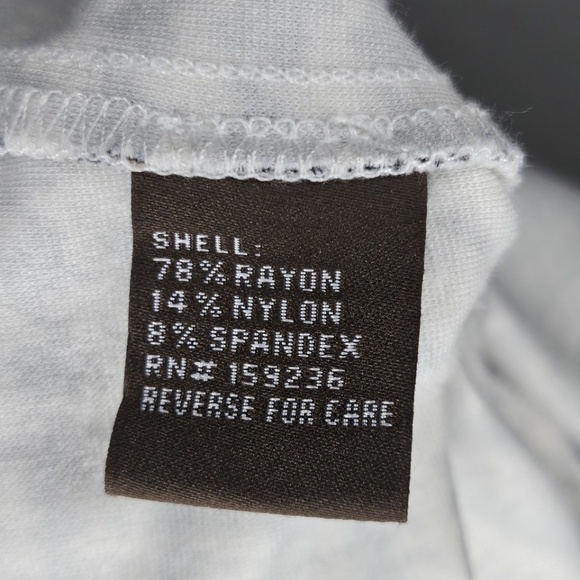 SHELL:
78% RAYON
14% NYLON
8% SPANDEX
RN# 159236
REVERSE FOR CARE